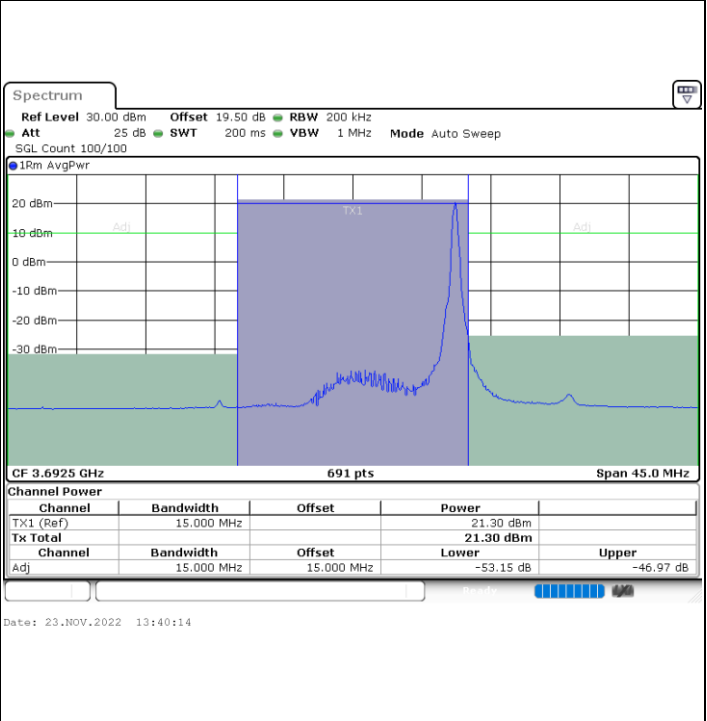 Spectrum
Ref Level 30.00 dBm Offset 19.50 dB RBW 200 kHz
Att 25 dB SWT 200 ms VBW 1 MHz Mode Auto Sweep
SGL Count 100/100
1Rm AvgPwr
20 dBm
TX1
Adj Adj
10 dBm
0 dBm
-10 dBm
-20 dBm
-30 dBm
CF 3.6925 GHz 691 pts Span 45.0 MHz
Channel Power
Channel Bandwidth Offset Power
TX1 (Ref) 15.000 MHz 21.30 dBm
Tx Total 21.30 dBm
Channel Bandwidth Offset Lower Upper
Adj 15.000 MHz 15.000 MHz -53.15 dB -46.97 dB
Ready
Date: 23.NOV.2022 13:40:14